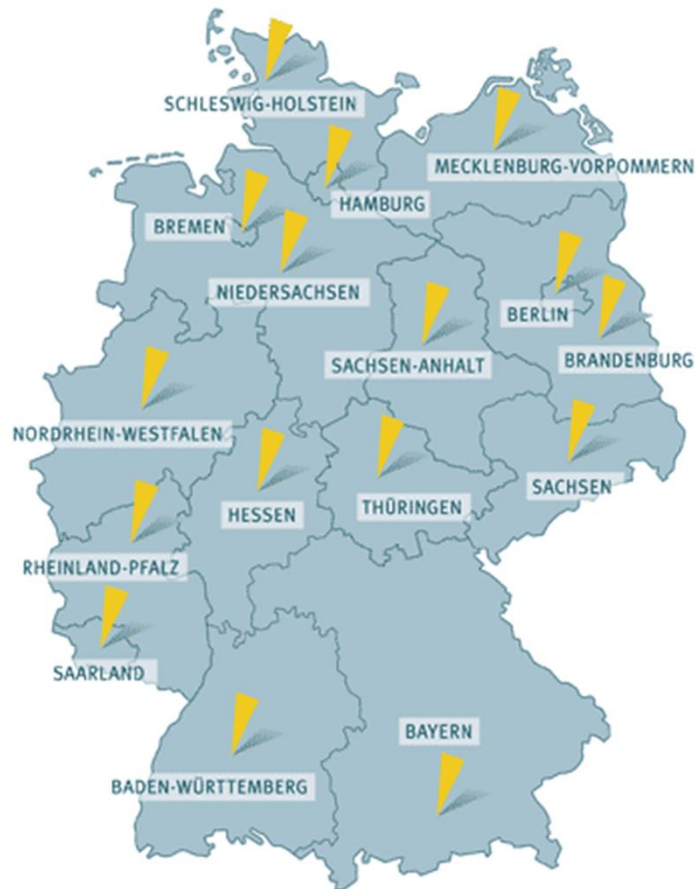 SCHLESWIG-HOLSTEIN
MECKLENBURG-VORPOMMERN
HAMBURG
BREMEN
NIEDERSACHSEN
BERLIN
SACHSEN-ANHALT
BRANDENBURG
NORDRHEIN-WESTFALEN
SACHSEN
THÜRINGEN
HESSEN
RHEINLAND-PFALZ
SAARLAND
BAYERN
BADEN-WÜRTTEMBERG